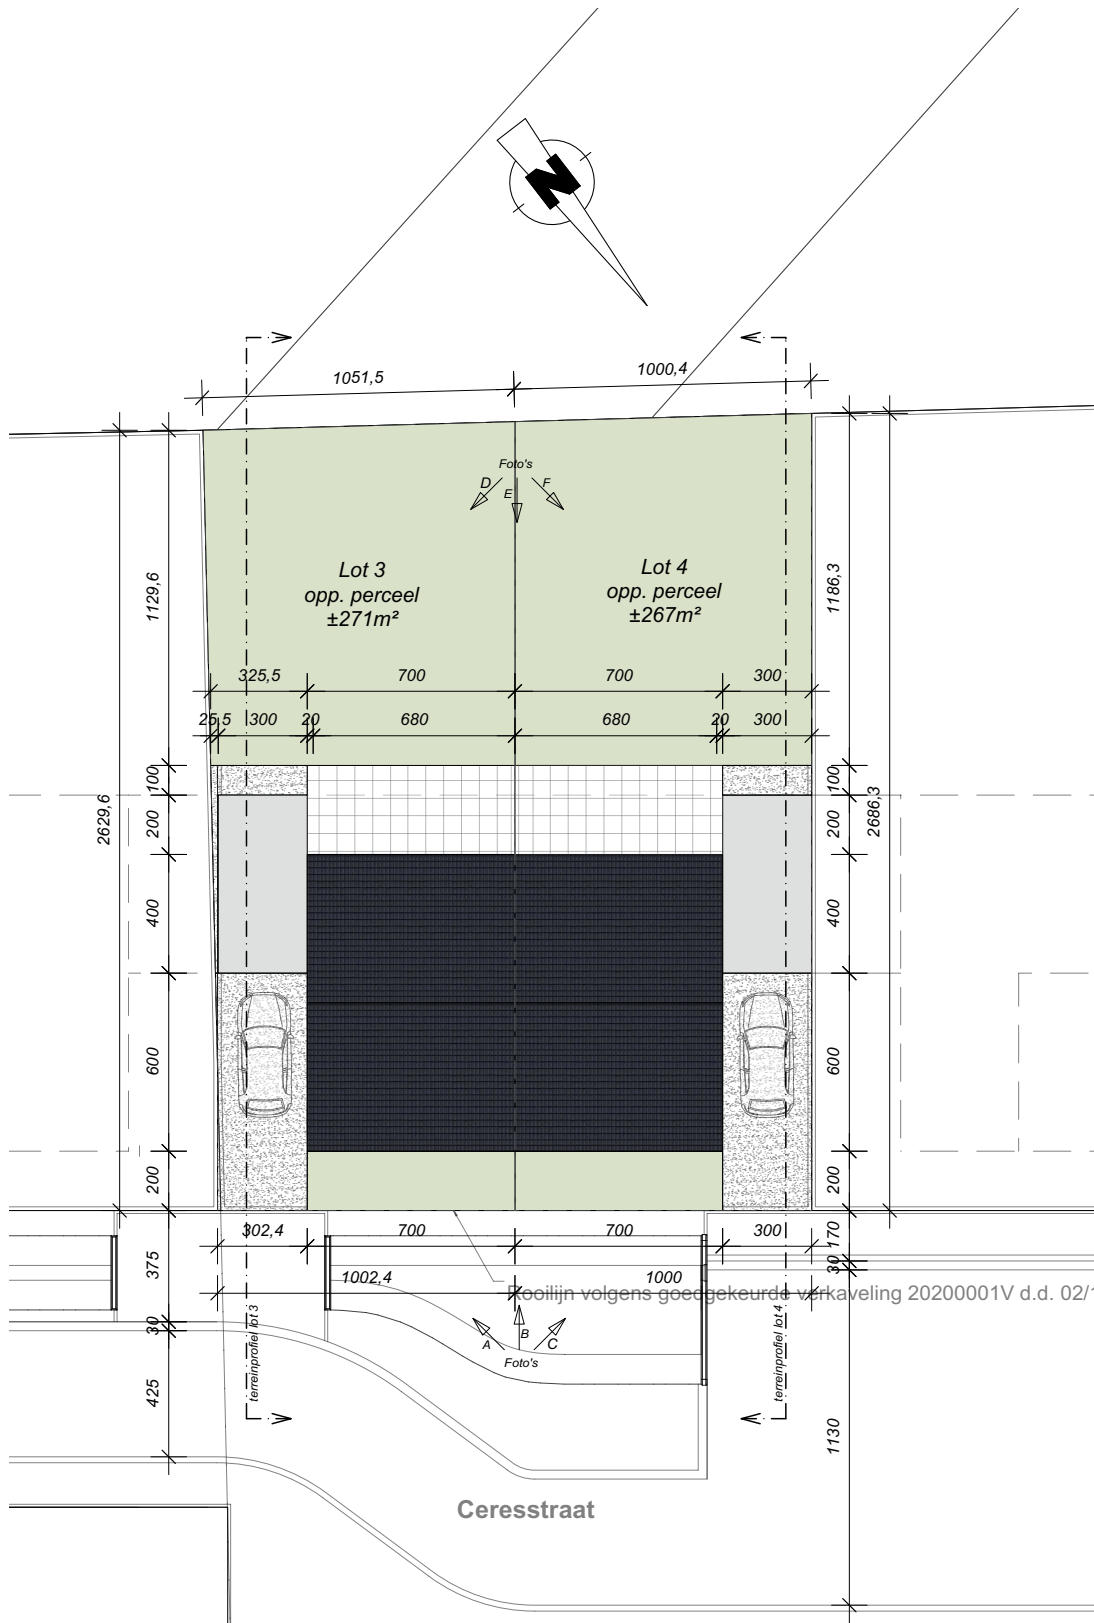 N
1051,5
1000,4
Foto's
D
E
F
Lot 3
opp. perceel
±271m²
Lot 4
opp. perceel
±267m²
1129,6
1186,3
325,5
700
700
300
25,5
300
20
680
680
20
300
100
100
2629,6
2686,3
200
200
400
400
600
600
200
200
302,4
700
700
300
170
30
375
1002,4
1000
Rooilijn volgens goedgekeurde verkaveling 20200001V d.d. 02/
30
A
B
C
Foto's
terreinprofiel lot 3
terreinprofiel lot 4
425
1130
Ceresstraat